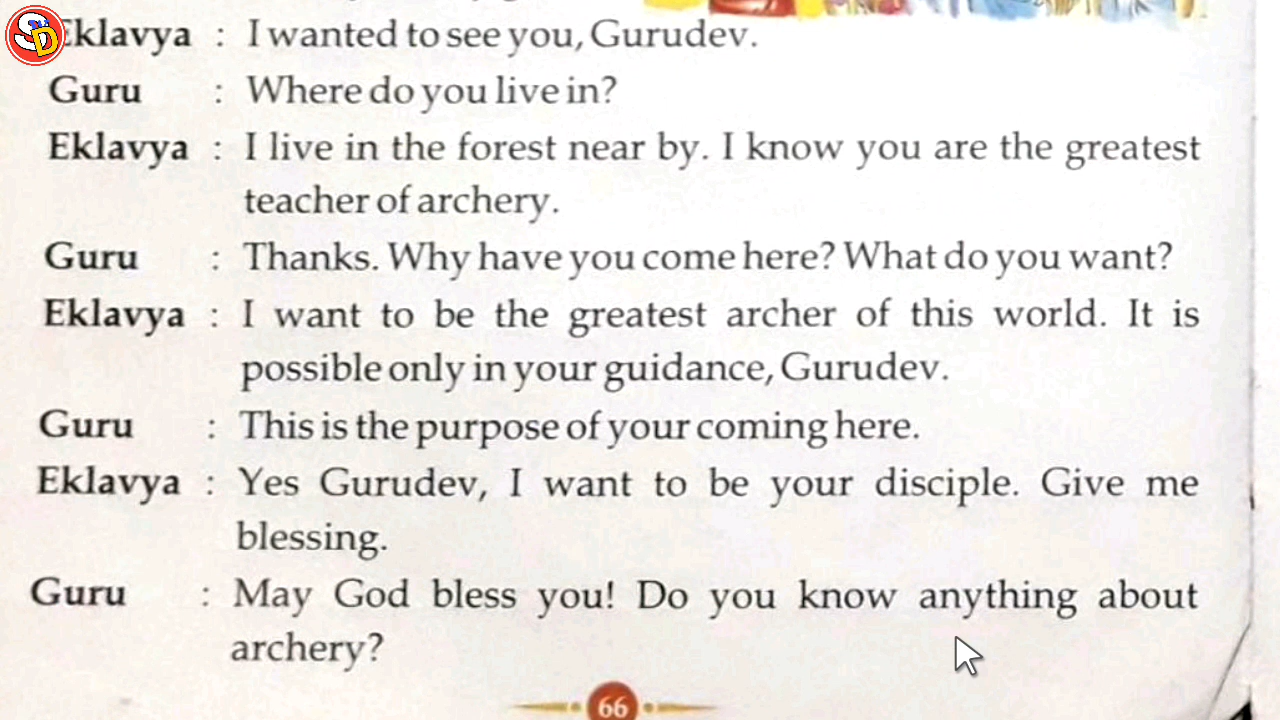 SD
Eklavya : I wanted to see you, Gurudev.
Guru : Where do you live in?
Eklavya : I live in the forest near by. I know you are the greatest
teacher of archery.
Guru : Thanks. Why have you come here? What do you want?
Eklavya : I want to be the greatest archer of this world. It is
possible only in your guidance, Gurudev.
Guru : This is the purpose of your coming here.
Eklavya : Yes Gurudev, I want to be your disciple. Give me
blessing.
Guru : May God bless you! Do you know anything about
archery?
66